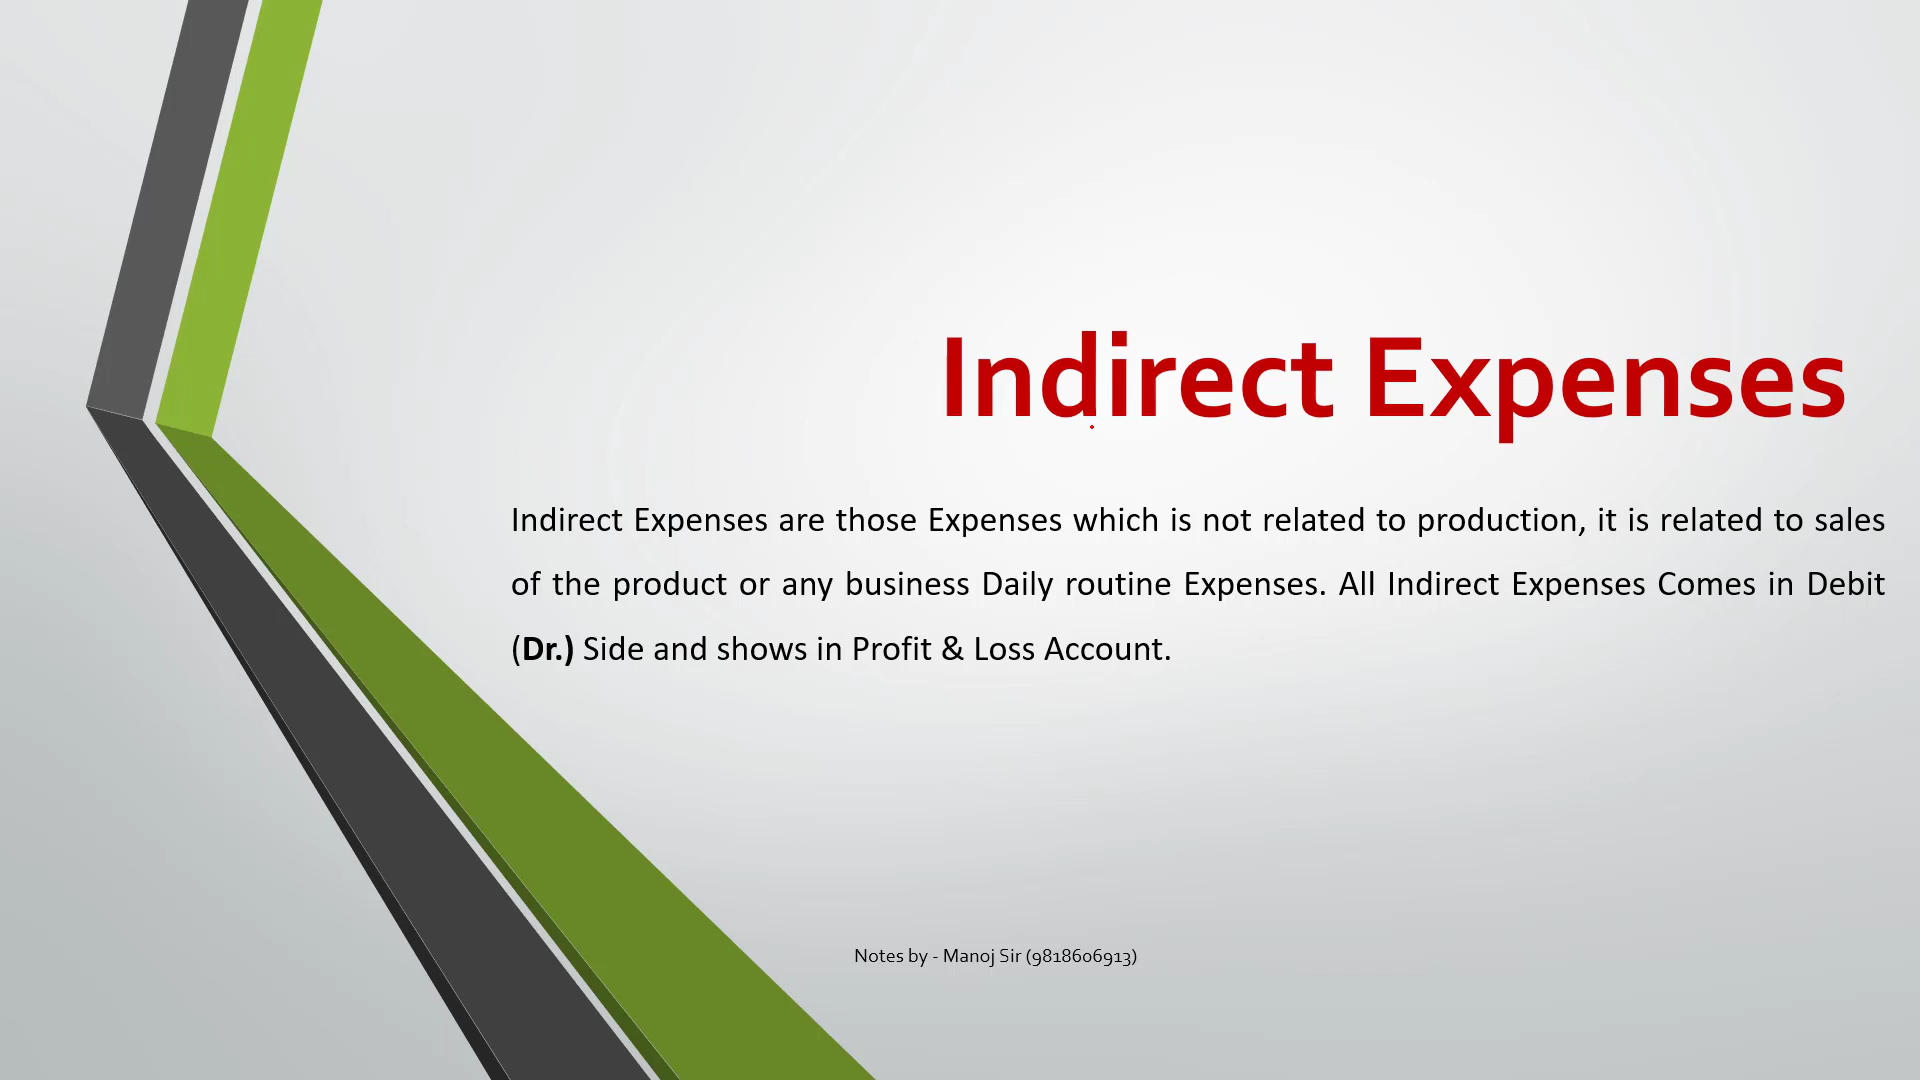 Indirect Expenses
Indirect Expenses are those Expenses which is not related to production, it is related to sales
of the product or any business Daily routine Expenses. All Indirect Expenses Comes in Debit
(Dr.) Side and shows in Profit & Loss Account.
Notes by - Manoj Sir (9818606913)